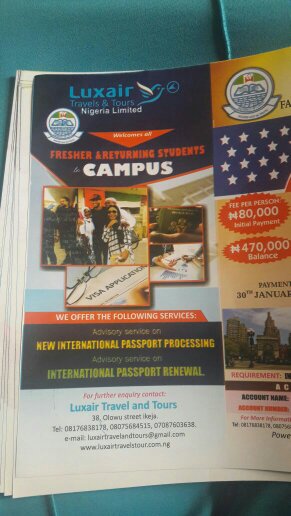 Luxair
Travels & Tours
Nigeria Limited
Welcomes all
FRESHER & RETURNING STUDENTS
to CAMPUS
VISA APPLICATION
WE OFFER THE FOLLOWING SERVICES:
Advisory service on
NEW INTERNATIONAL PASSPORT PROCESSING
Advisory service on
INTERNATIONAL PASSPORT RENEWAL.
For further enquiry contact:
Luxair Travel and Tours
38, Olowu street ikeja.
Tel: 08176838178, 08075684515, 07087603638.
e-mail: luxairtravelandtours@gmail.com
www.luxairtravelstour.com.ng
FA
FEE PER PERSON
₦80,000
Initial Payment
₦470,000
Balance
PAYMENT
30TH JANUAR
REQUIREMENT: IN
A C
ACCOUNT NAME:
ACCOUNT NUMBER:
For More Informat
Tel: 08176838178, 080756
Powe